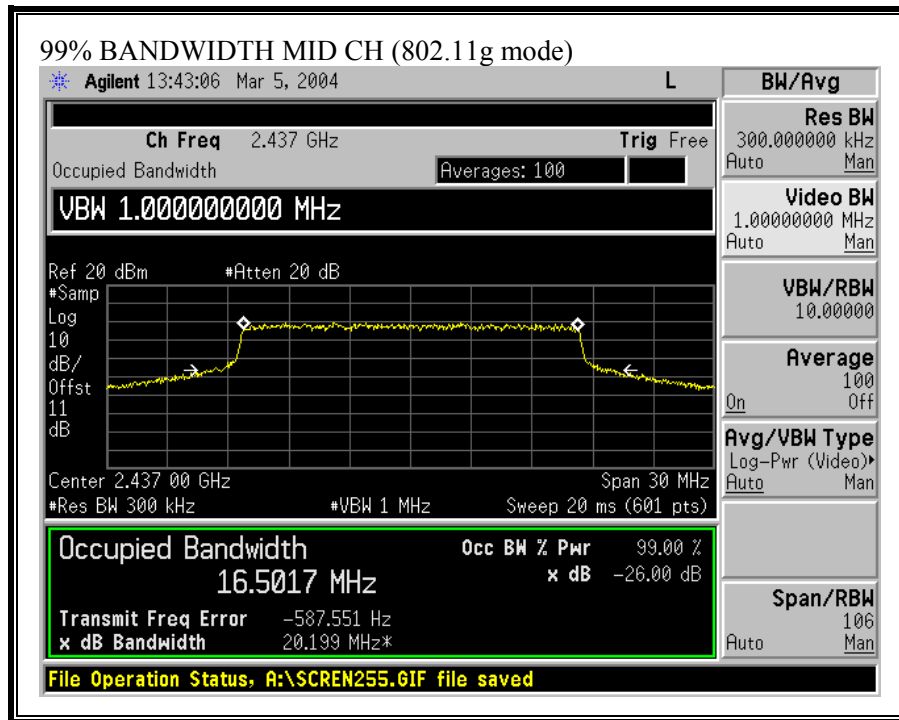 99% BANDWIDTH MID CH (802.11g mode)
Agilent 13:43:06 Mar 5, 2004 L
BW/Avg
Ch Freq 2.437 GHz Trig Free
Occupied Bandwidth Averages: 100
VBW 1.000000000 MHz
Ref 20 dBm #Atten 20 dB
#Samp
Log
10
dB/
Offst
11
dB
Center 2.437 00 GHz Span 30 MHz
#Res BW 300 kHz #VBW 1 MHz Sweep 20 ms (601 pts)
Occupied Bandwidth Occ BW % Pwr 99.00 %
16.5017 MHz x dB -26.00 dB
Transmit Freq Error -587.551 Hz
x dB Bandwidth 20.199 MHz*
File Operation Status, A:\SCREN255.GIF file saved
Res BW
300.000000 kHz
Auto Man
Video BW
1.00000000 MHz
Auto Man
VBW/RBW
10.00000
Average
100
On Off
Avg/VBW Type
Log-Pwr (Video)
Auto Man
Span/RBW
106
Auto Man